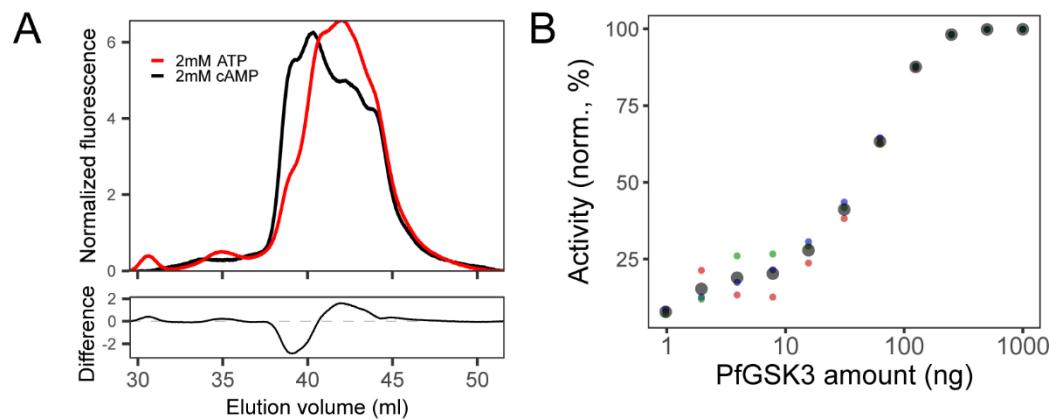 A
Normalized fluorescence
6
4
2
0
2mM ATP
2mM cAMP
Difference
2
0
-2
30 35 40 45 50
Elution volume (ml)
B
Activity (norm., %)
100
75
50
25
1 10 100 1000
PfGSK3 amount (ng)